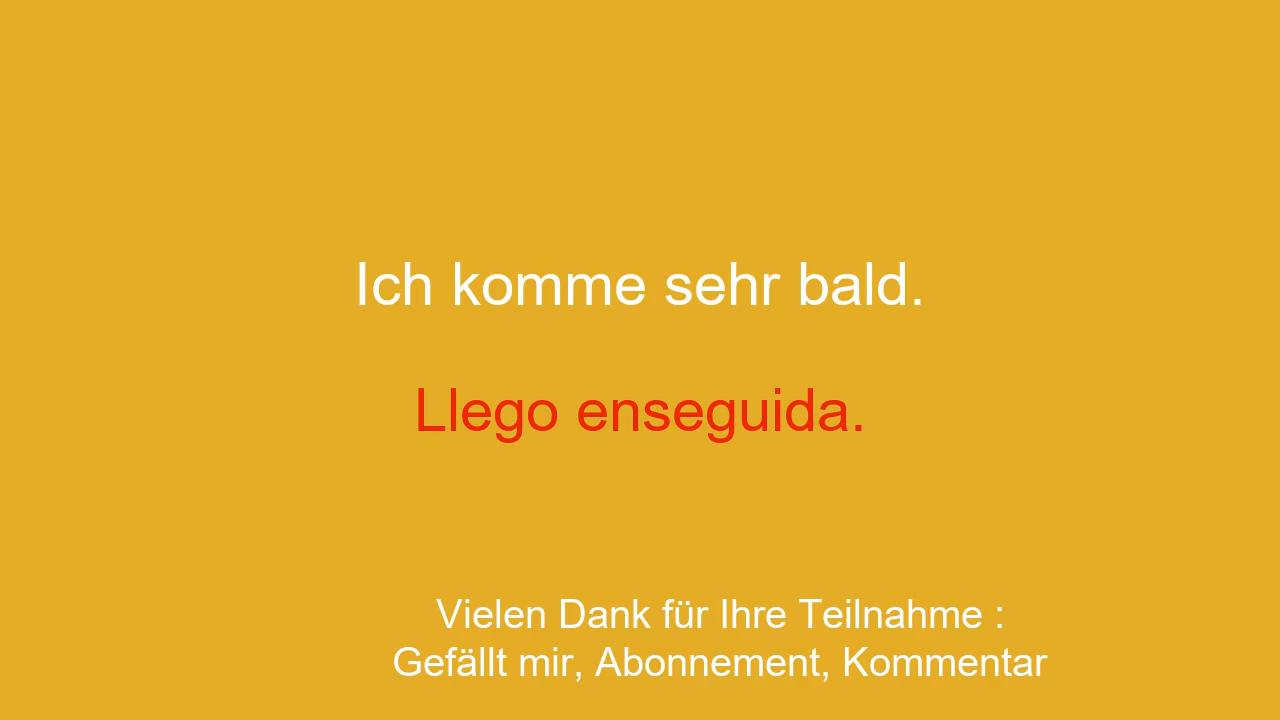 Ich komme sehr bald.
Llego enseguida.
Vielen Dank für Ihre Teilnahme :
Gefällt mir, Abonnement, Kommentar